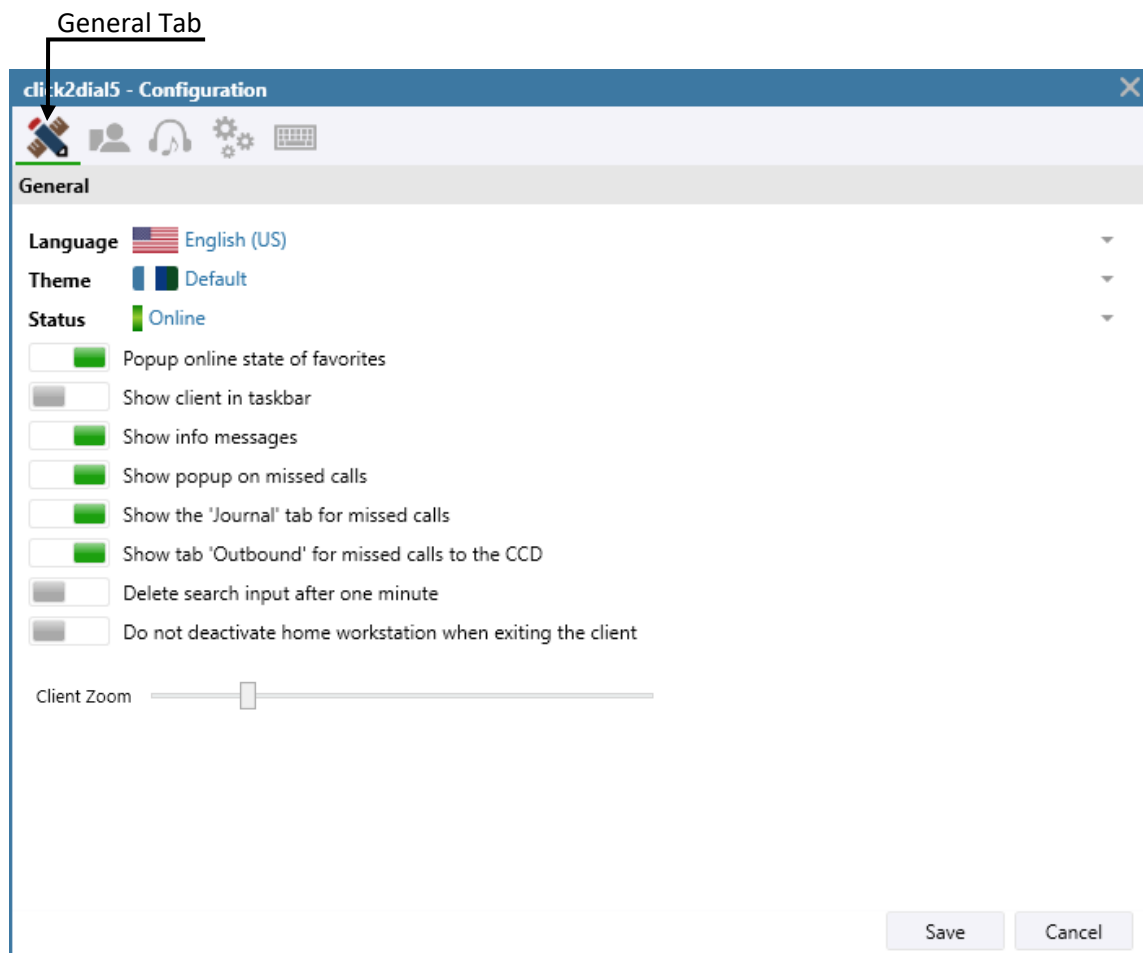 General Tab
click2dial5 - Configuration
General
Language English (US)
Theme Default
Status Online
Popup online state of favorites
Show client in taskbar
Show info messages
Show popup on missed calls
Show the 'Journal' tab for missed calls
Show tab 'Outbound' for missed calls to the CCD
Delete search input after one minute
Do not deactivate home workstation when exiting the client
Client Zoom
Save Cancel